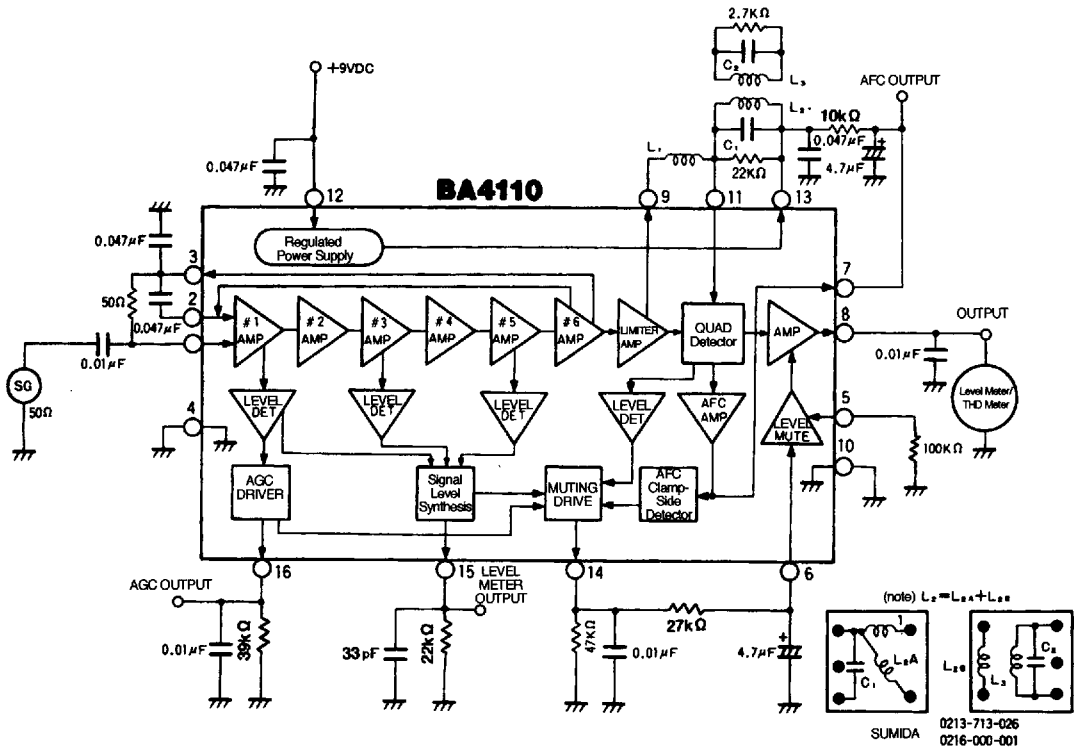 2.7KΩ
C₂
L₃
+9VDC
AFC OUTPUT
L₂
10kΩ
0.047μF
C₁
L₁
0.047μF
4.7μF
+
22KΩ
BA4110
12
9
11
13
0.047μF
Regulated
Power Supply
3
7
50Ω
2
0.047μF
#1
AMP
#2
AMP
#3
AMP
#4
AMP
#5
AMP
#6
AMP
LIMITER
AMP
QUAD
Detector
AMP
8
OUTPUT
0.01μF
SG
50Ω
0.01μF
Level Meter/
THD Meter
4
LEVEL
DET
LEVEL
DET
LEVEL
DET
LEVEL
DET
AFC
AMP
LEVEL
MUTE
5
10
100KΩ
AGC
DRIVER
Signal
Level
Synthesis
MUTING
DRIVE
AFC
Clamp-
Side
Detector
16
15
14
6
AGC OUTPUT
LEVEL
METER
OUTPUT
0.01μF
39kΩ
33pF
22kΩ
47KΩ
0.01μF
27kΩ
4.7μF
+
(note) L₂=L₂A+L₂B
1
C₁
L₂A
L₂B
L₃
C₂
SUMIDA
0213-713-026
0216-000-001